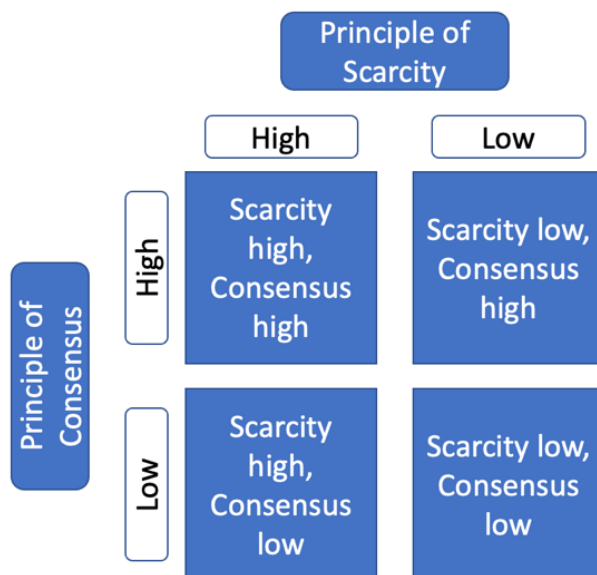 Principle of
Scarcity
High
Low
Principle of
Consensus
High
Scarcity
high,
Consensus
high
Scarcity low,
Consensus
high
Low
Scarcity
high,
Consensus
low
Scarcity low,
Consensus
low